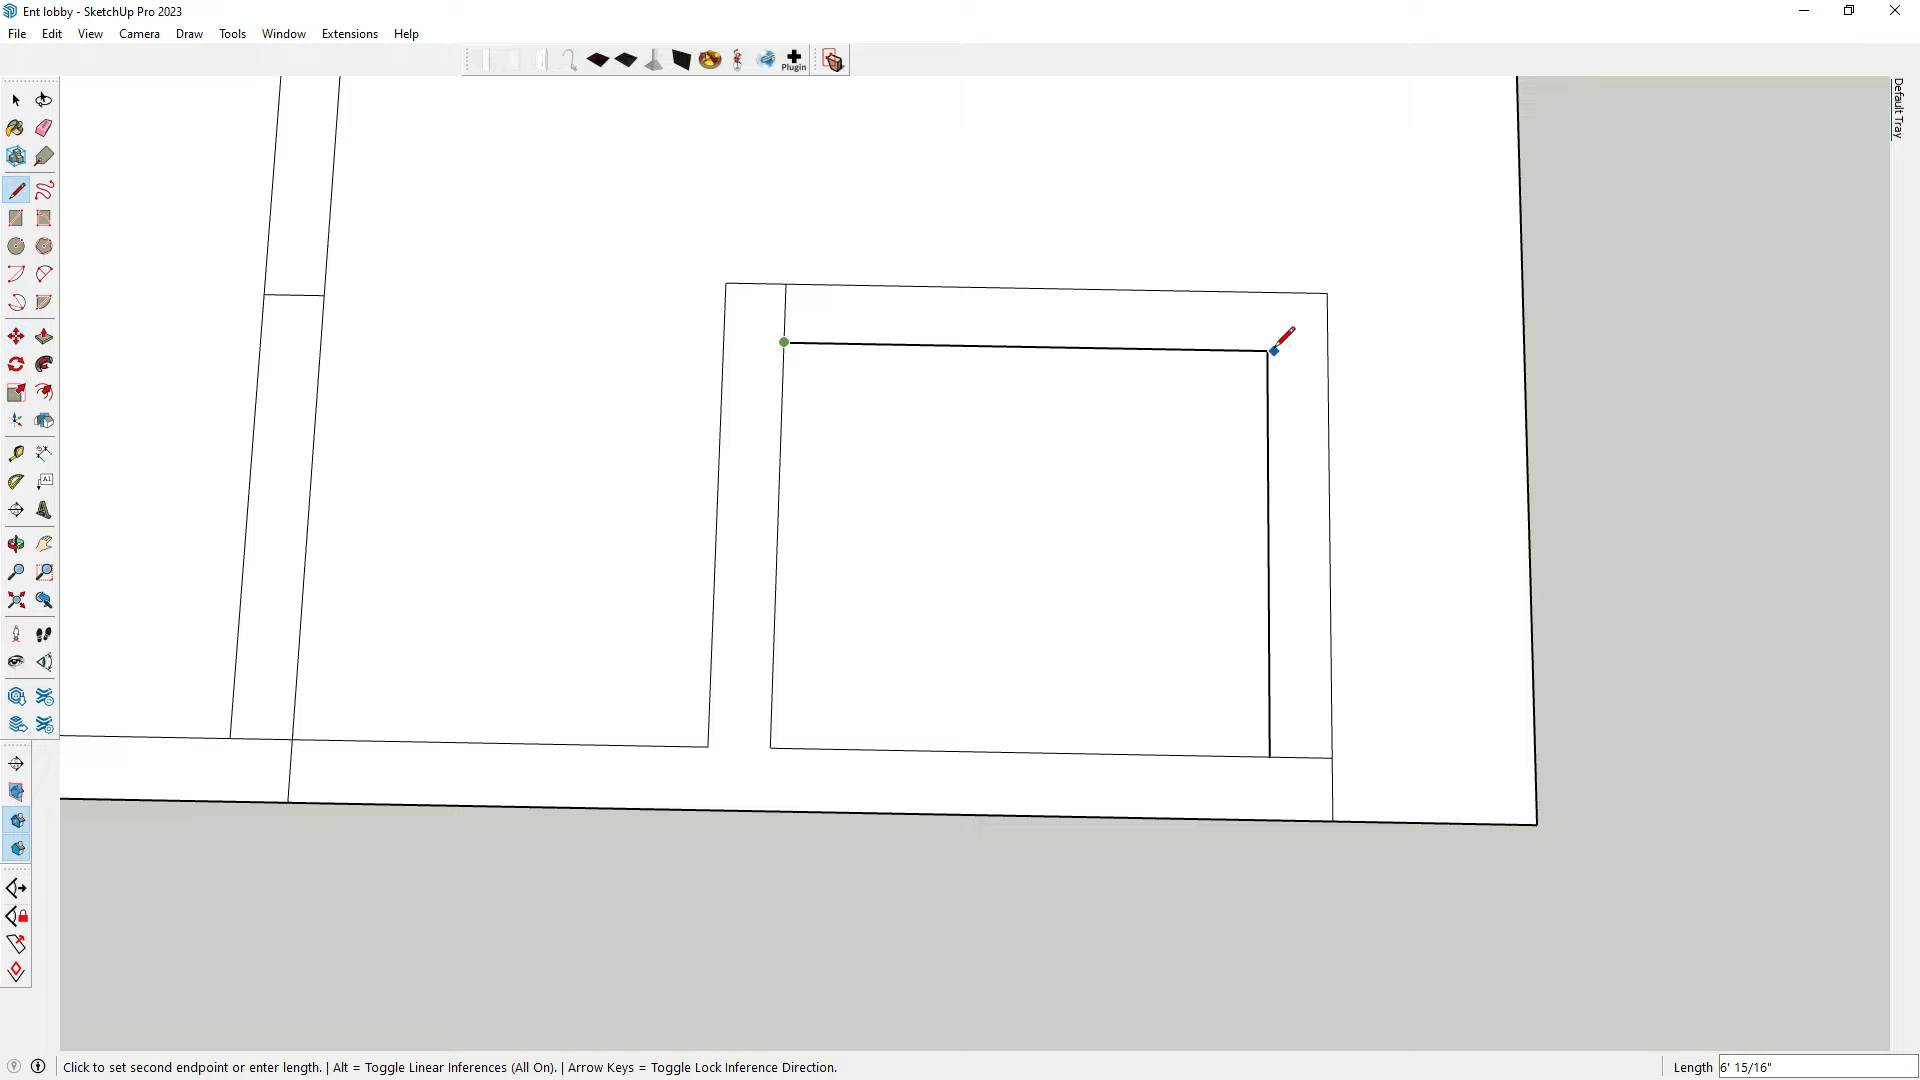 Ent lobby - SketchUp Pro 2023
File Edit View Camera Draw Tools Window Extensions Help
Plugin
Default Tray
A1
Click to set second endpoint or enter length. | Alt = Toggle Linear Inferences (All On). | Arrow Keys = Toggle Lock Inference Direction.
Length 6' 15/16"